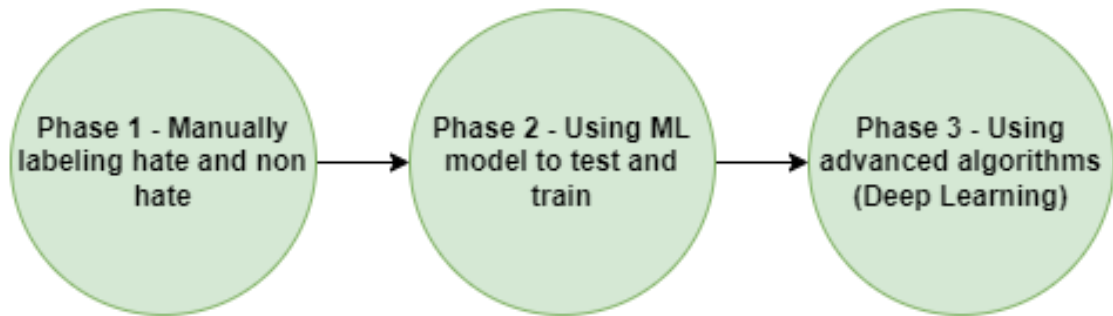 Phase 1 - Manually
labeling hate and non
hate
Phase 2 - Using ML
model to test and
train
Phase 3 - Using
advanced algorithms
(Deep Learning)